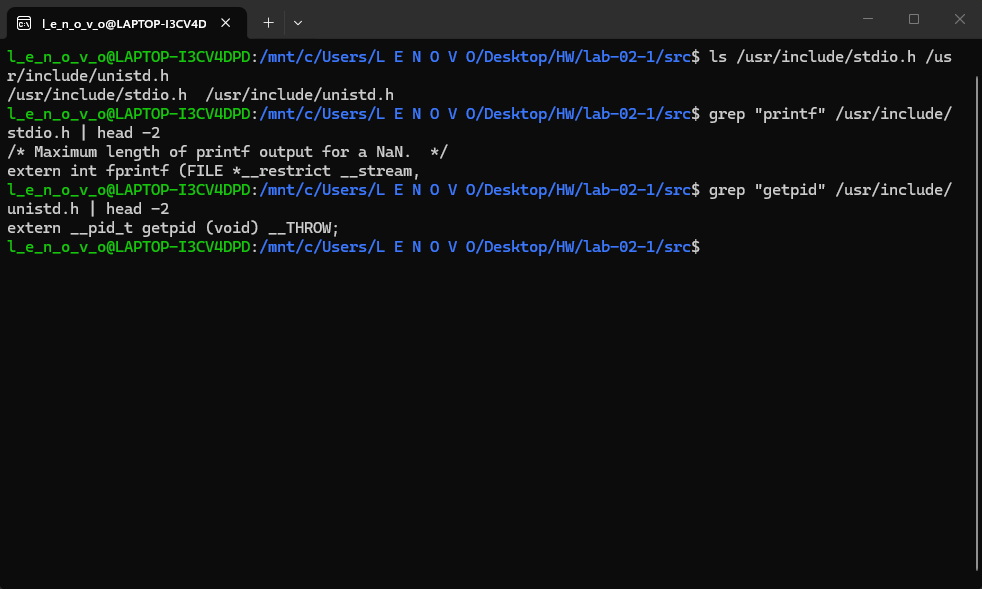 l_e_n_o_v_o@LAPTOP-I3CV4D
l_e_n_o_v_o@LAPTOP-I3CV4DPD:/mnt/c/Users/L E N O V O/Desktop/HW/lab-02-1/src$ ls /usr/include/stdio.h /us
r/include/unistd.h
/usr/include/stdio.h  /usr/include/unistd.h
l_e_n_o_v_o@LAPTOP-I3CV4DPD:/mnt/c/Users/L E N O V O/Desktop/HW/lab-02-1/src$ grep "printf" /usr/include/
stdio.h | head -2
/* Maximum length of printf output for a NaN.  */
extern int fprintf (FILE *__restrict __stream,
l_e_n_o_v_o@LAPTOP-I3CV4DPD:/mnt/c/Users/L E N O V O/Desktop/HW/lab-02-1/src$ grep "getpid" /usr/include/
unistd.h | head -2
extern __pid_t getpid (void) __THROW;
l_e_n_o_v_o@LAPTOP-I3CV4DPD:/mnt/c/Users/L E N O V O/Desktop/HW/lab-02-1/src$